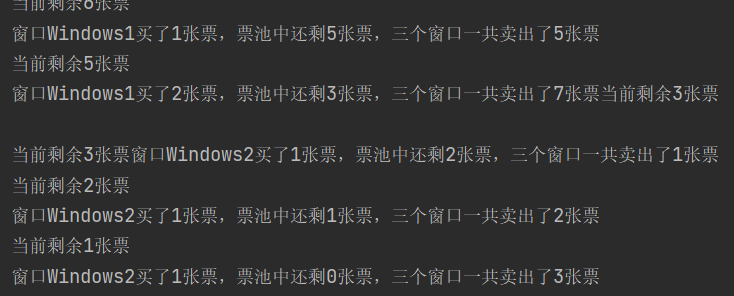 当前剩余6张票
窗口Windows1买了1张票，票池中还剩5张票，三个窗口一共卖出了5张票
当前剩余5张票
窗口Windows1买了2张票，票池中还剩3张票，三个窗口一共卖出了7张票当前剩余3张票
当前剩余3张票窗口Windows2买了1张票，票池中还剩2张票，三个窗口一共卖出了1张票
当前剩余2张票
窗口Windows2买了1张票，票池中还剩1张票，三个窗口一共卖出了2张票
当前剩余1张票
窗口Windows2买了1张票，票池中还剩0张票，三个窗口一共卖出了3张票